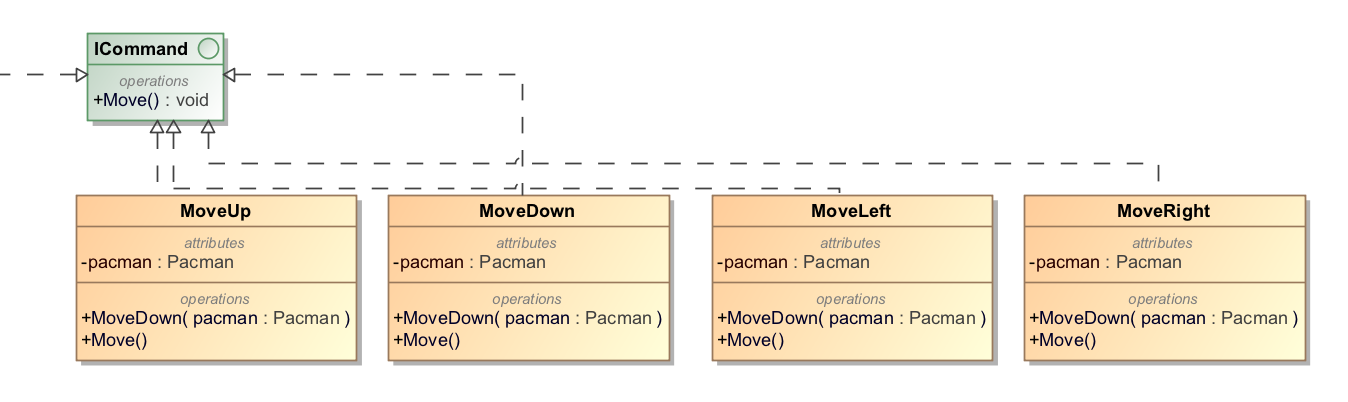 ICommand
operations
+Move() : void
MoveUp
attributes
-pacman : Pacman
operations
+MoveDown( pacman : Pacman )
+Move()
MoveDown
attributes
-pacman : Pacman
operations
+MoveDown( pacman : Pacman )
+Move()
MoveLeft
attributes
-pacman : Pacman
operations
+MoveDown( pacman : Pacman )
+Move()
MoveRight
attributes
-pacman : Pacman
operations
+MoveDown( pacman : Pacman )
+Move()